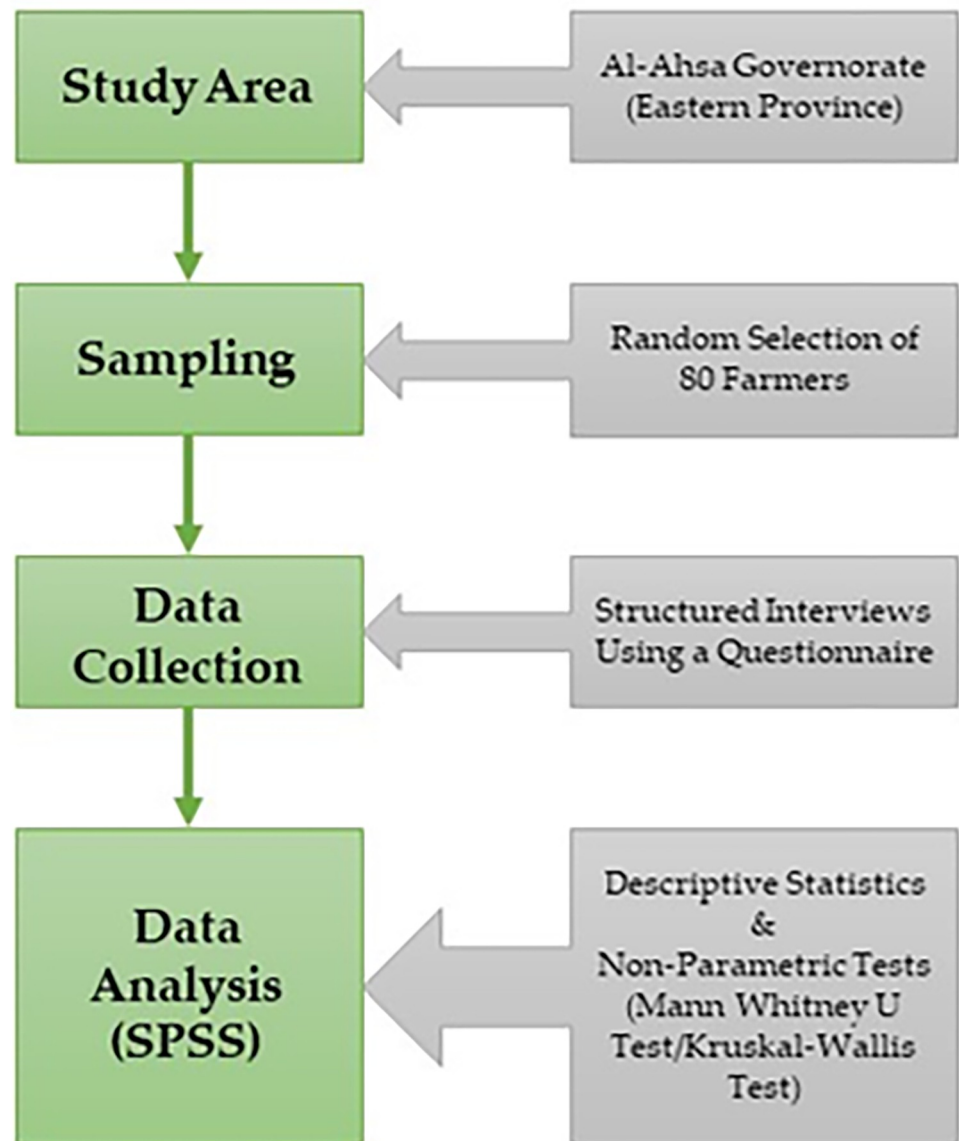 Study Area
Al-Ahsa Governorate
(Eastern Province)
Sampling
Random Selection of
80 Farmers
Data
Collection
Structured Interviews
Using a Questionnaire
Data
Analysis
(SPSS)
Descriptive Statistics
&
Non-Parametric Tests
(Mann Whitney U
Test/Kruskal-Wallis
Test)